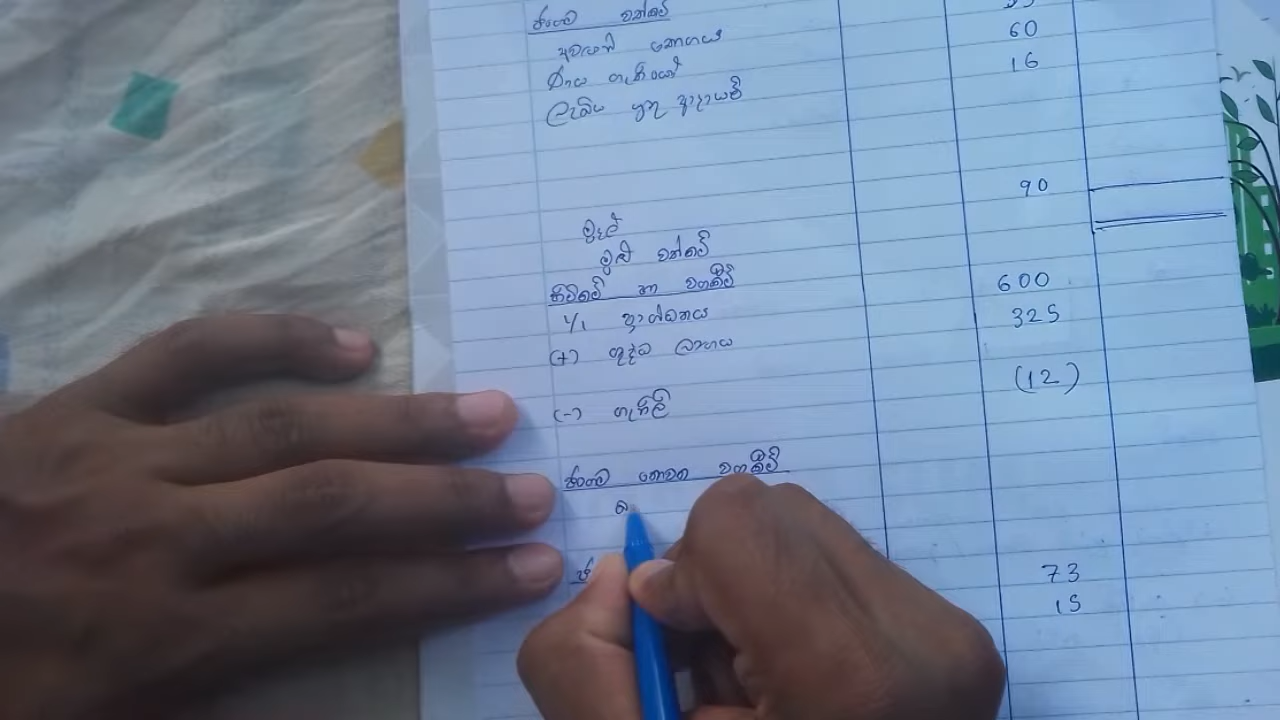 ජංගම වත්කම්
අවසාන තොගය 60
ණය ගැතියෝ 16
ලැබිය යුතු ආදායම්
90
මුදල්
මුළු වත්කම්
හිමිකම් හා වගකීම්
1/1 ප්‍රාග්ධනය 600
(+) ශුද්ධ ලාභය 325
(-) ගැනිලි (12)
ජංගම නොවන වගකීම්
73
15